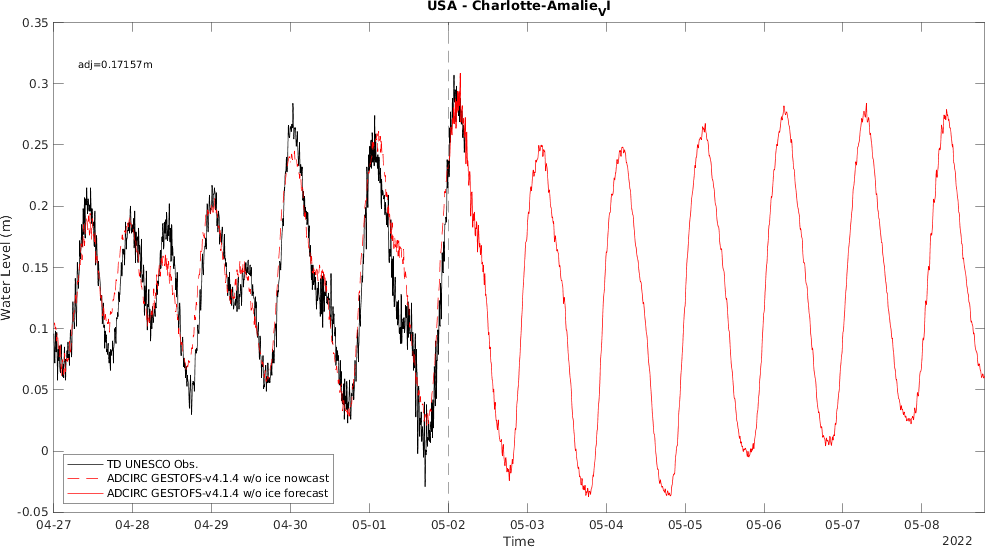 USA - Charlotte-Amalie_VI
adj=0.17157m
0.35
0.3
0.25
0.2
0.15
0.1
0.05
0
-0.05
Water Level (m)
TD UNESCO Obs.
ADCIRC GESTOFS-v4.1.4 w/o ice nowcast
ADCIRC GESTOFS-v4.1.4 w/o ice forecast
04-27 04-28 04-29 04-30 05-01 05-02 05-03 05-04 05-05 05-06 05-07 05-08
Time
2022